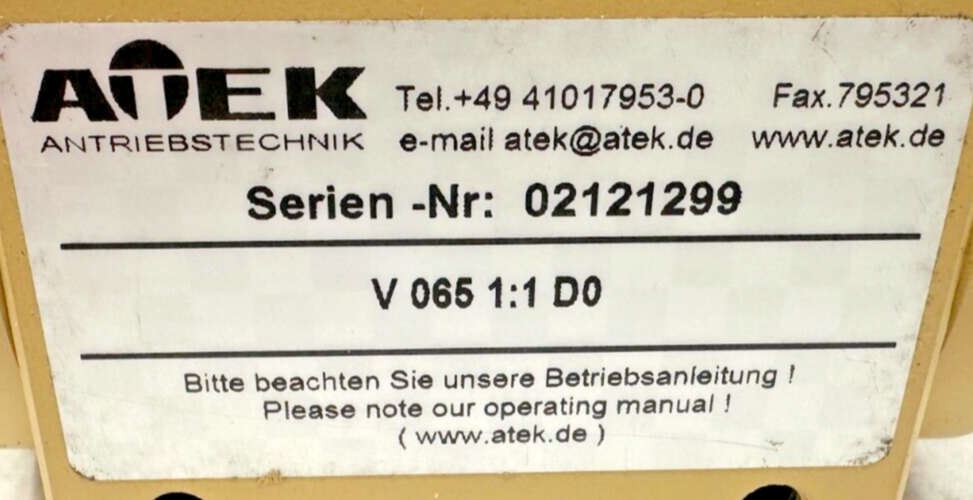 ATEK
ANTRIEBSTECHNIK
Tel.+49 41017953-0 Fax.795321
e-mail atek@atek.de www.atek.de
Serien -Nr: 02121299
V 065 1:1 D0
Bitte beachten Sie unsere Betriebsanleitung !
Please note our operating manual !
( www.atek.de )